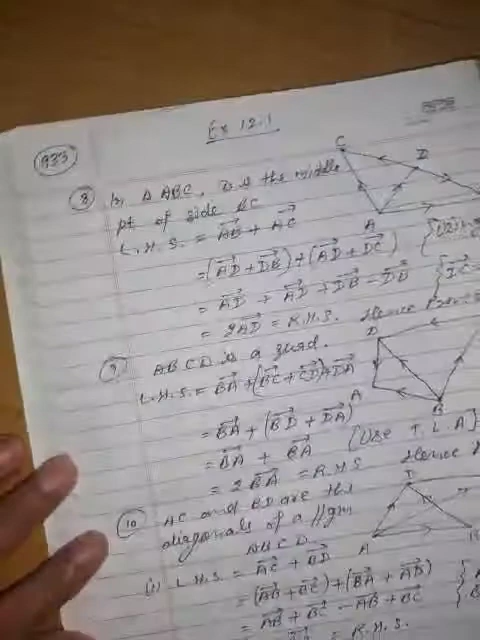 Ex 12.1
933
8 In Δ ABC, D is the middle
pt of side BC
L.H.S. = AB→ + AC→
= (AD→ + DB→) + (AD→ + DC→)
= AD→ + AD→ + DB→ - DB→
= 2AD→ = R.H.S. Hence
C
D
A
9 ABCD is a quad.
L.H.S. = BA→ + (BC→ + CD→) + DA→
= BA→ + (BD→ + DA→)
= BA→ + BA→ [Use T.L.A]
= 2BA→ = R.H.S Hence
D
A
B
10 AC and BD are the
diagonals of a //gm
ABCD.
(i) L.H.S. = AC→ + BD→
= (AB→ + BC→) + (BA→ + AD→)
= AB→ + BC→ - AB→ + BC→
= R.H.S.
D
A
B